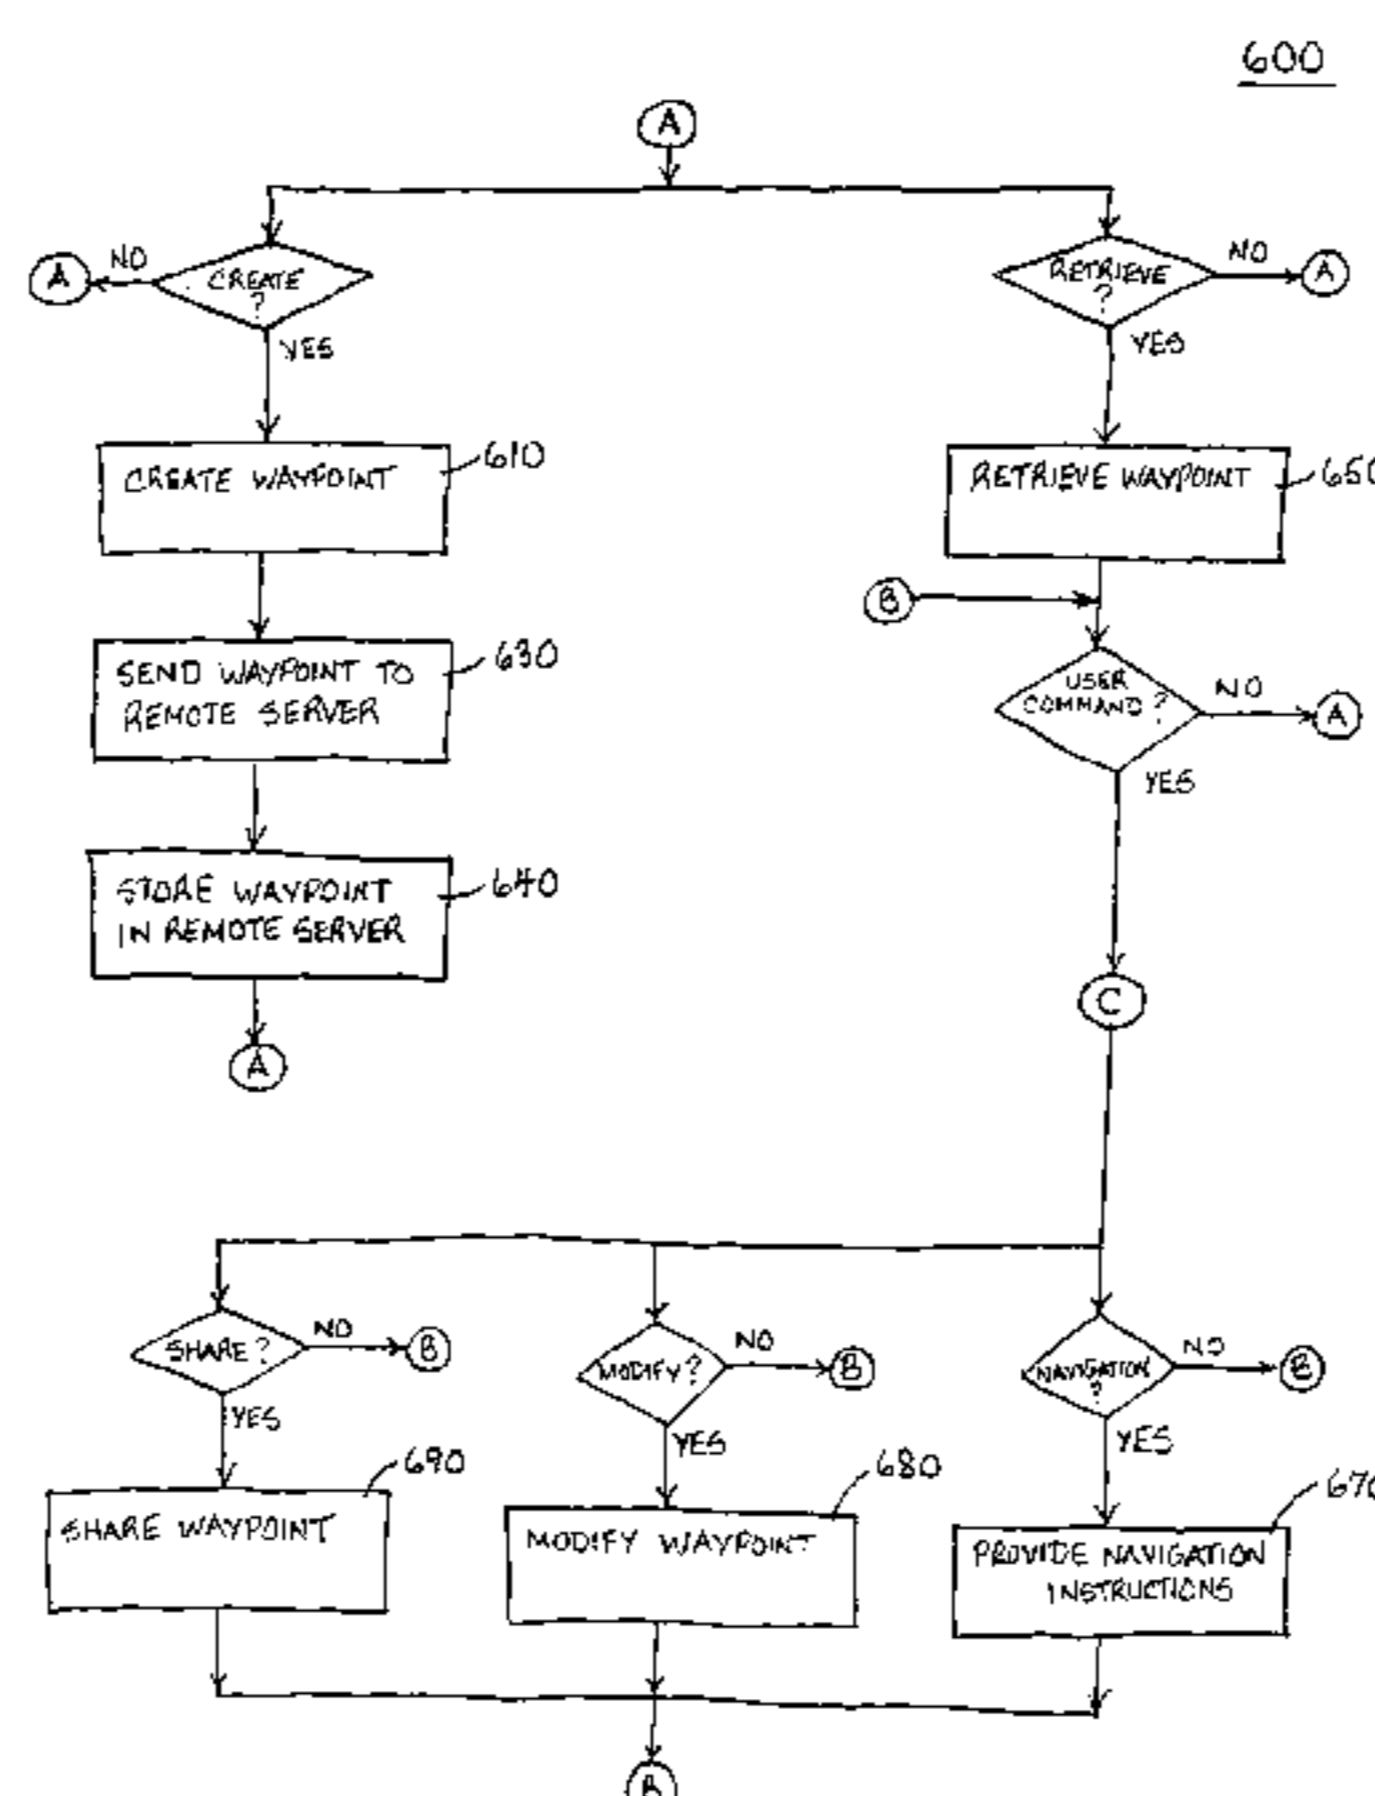 600
A
NO
A
CREATE
?
YES
RETRIEVE
?
NO
A
YES
CREATE WAYPOINT
610
RETRIEVE WAYPOINT
650
B
SEND WAYPOINT TO
REMOTE SERVER
630
USER
COMMAND?
NO
A
YES
STORE WAYPOINT
IN REMOTE SERVER
640
A
C
SHARE?
NO
B
YES
MODIFY?
NO
B
YES
NAVIGATION
?
NO
B
YES
SHARE WAYPOINT
690
MODIFY WAYPOINT
680
PROVIDE NAVIGATION
INSTRUCTIONS
670
B